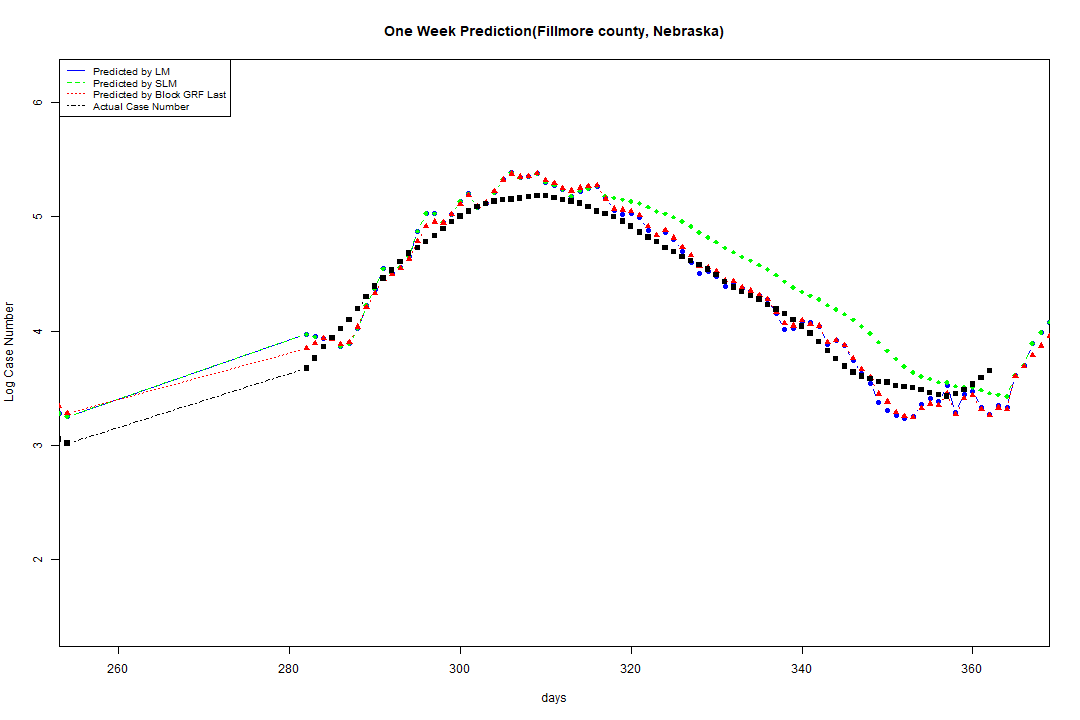 One Week Prediction(Fillmore county, Nebraska)
Predicted by LM
Predicted by SLM
Predicted by Block GRF Last
Actual Case Number
6
5
4
3
2
Log Case Number
260 280 300 320 340 360
days